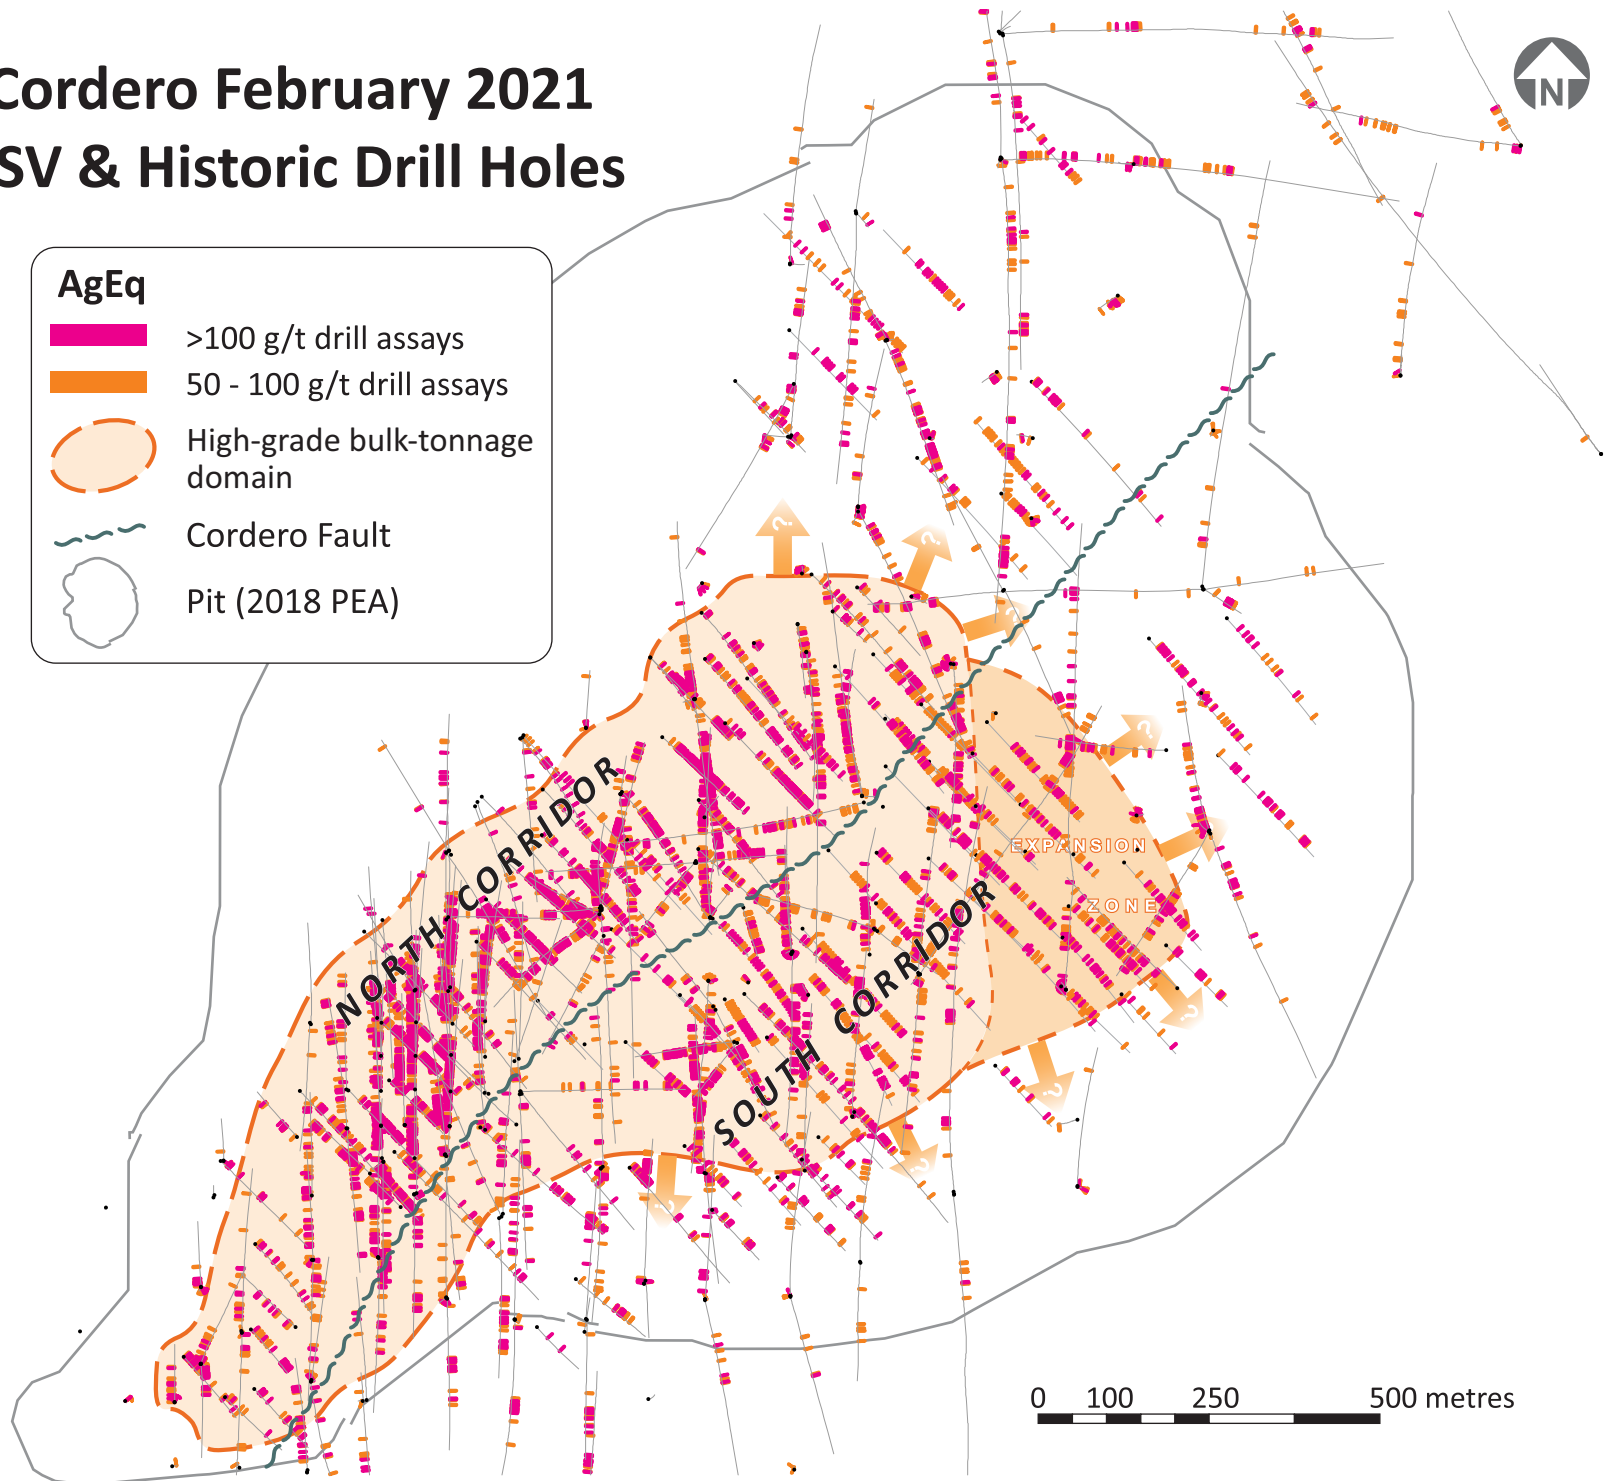 Cordero February 2021
SV & Historic Drill Holes
N
AgEq
>100 g/t drill assays
50 - 100 g/t drill assays
High-grade bulk-tonnage
domain
Cordero Fault
Pit (2018 PEA)
?
?
?
?
?
?
?
?
?
NORTH CORRIDOR
EXPANSION
ZONE
SOUTH CORRIDOR
0 100 250 500 metres